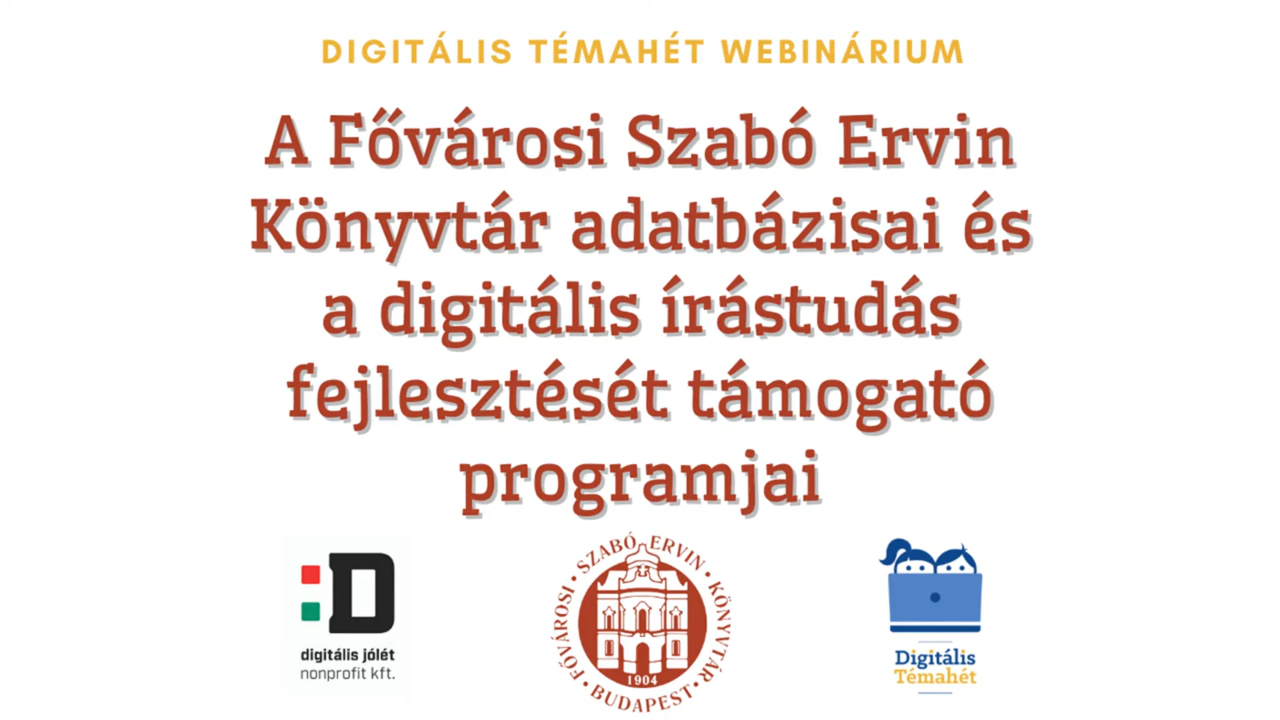 DIGITÁLIS TÉMAHÉT WEBINÁRIUM
A Fővárosi Szabó Ervin
Könyvtár adatbázisai és
a digitális írástudás
fejlesztését támogató
programjai
:D
digitális jólét
nonprofit kft.
FŐVÁROSI • SZABÓ ERVIN • KÖNYVTÁR • BUDAPEST •
1904
Digitális
Témahét